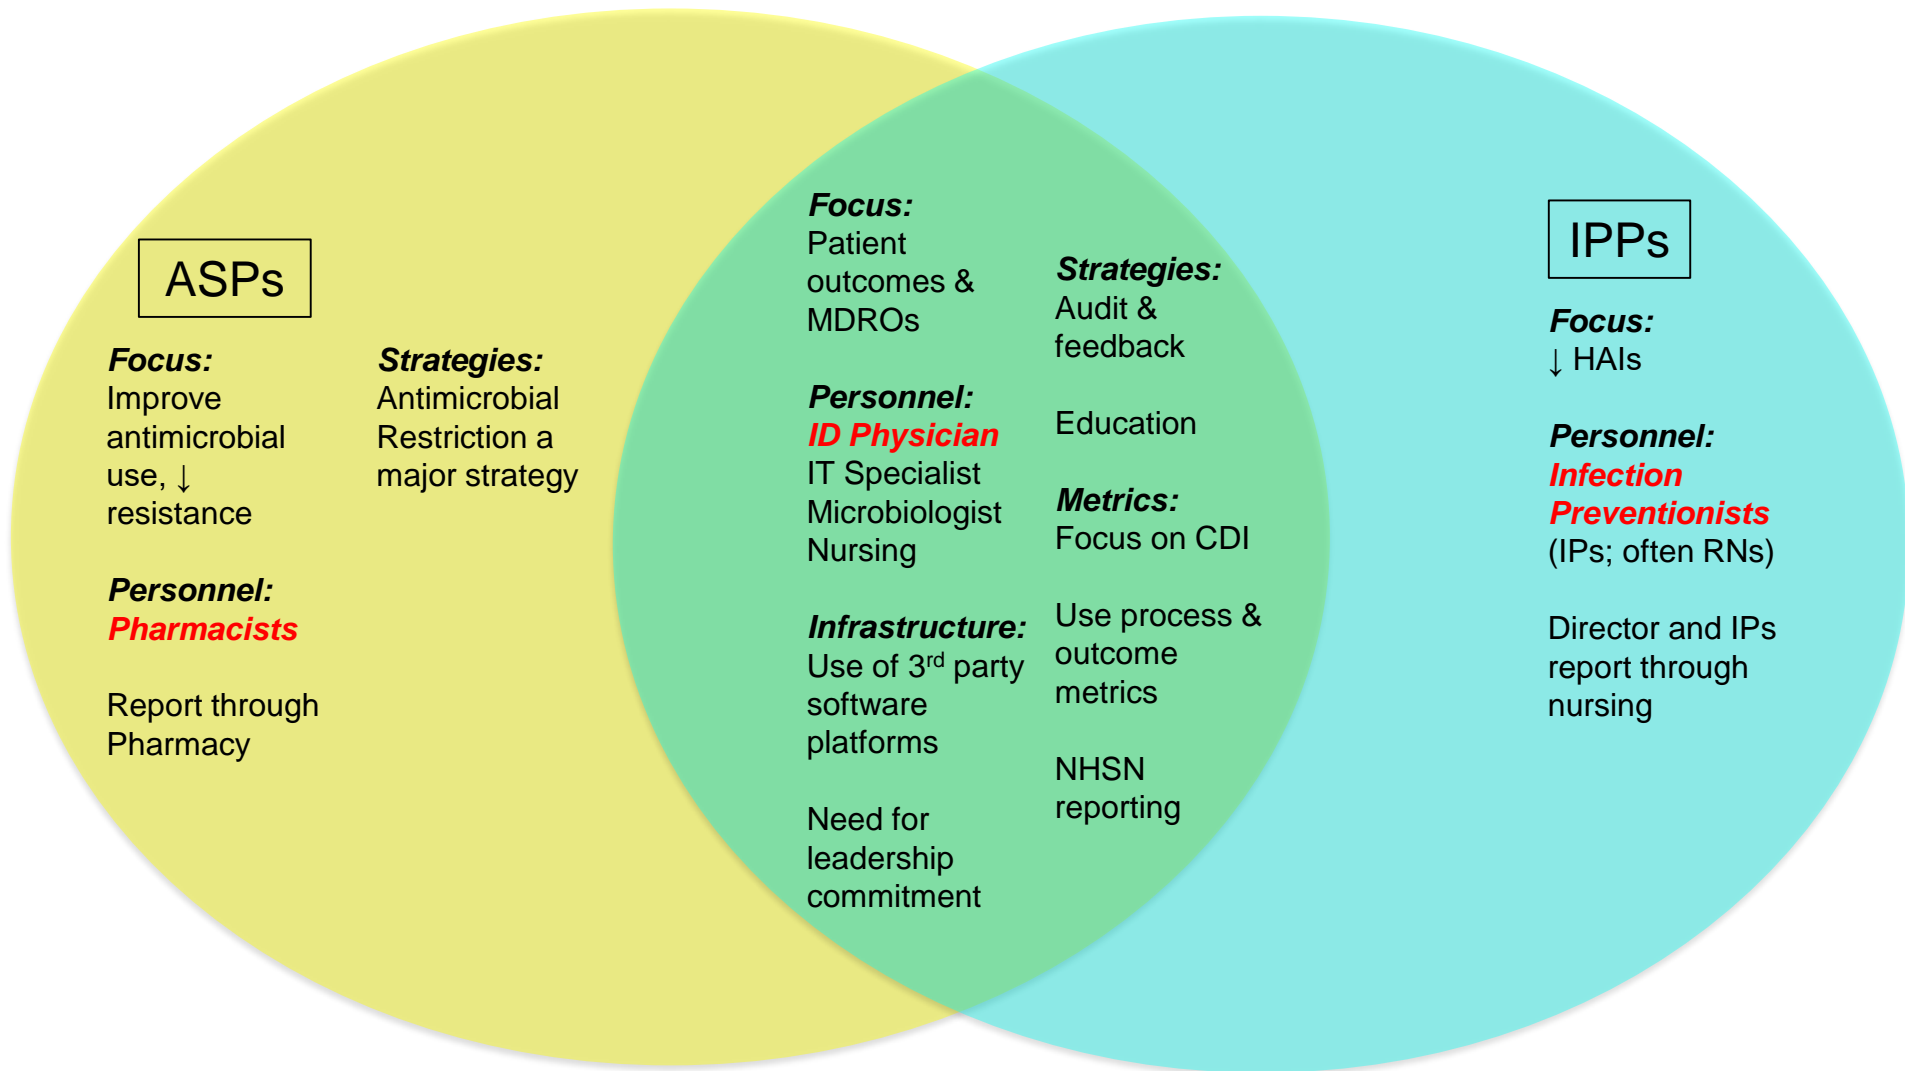 ASPs
Focus:
Improve
antimicrobial
use, ↓
resistance
Personnel:
Pharmacists
Report through
Pharmacy
Strategies:
Antimicrobial
Restriction a
major strategy
Focus:
Patient
outcomes &
MDROs
Personnel:
ID Physician
IT Specialist
Microbiologist
Nursing
Infrastructure:
Use of 3rd party
software
platforms
Need for
leadership
commitment
Strategies:
Audit &
feedback
Education
Metrics:
Focus on CDI
Use process &
outcome
metrics
NHSN
reporting
IPPs
Focus:
↓ HAIs
Personnel:
Infection
Preventionists
(IPs; often RNs)
Director and IPs
report through
nursing